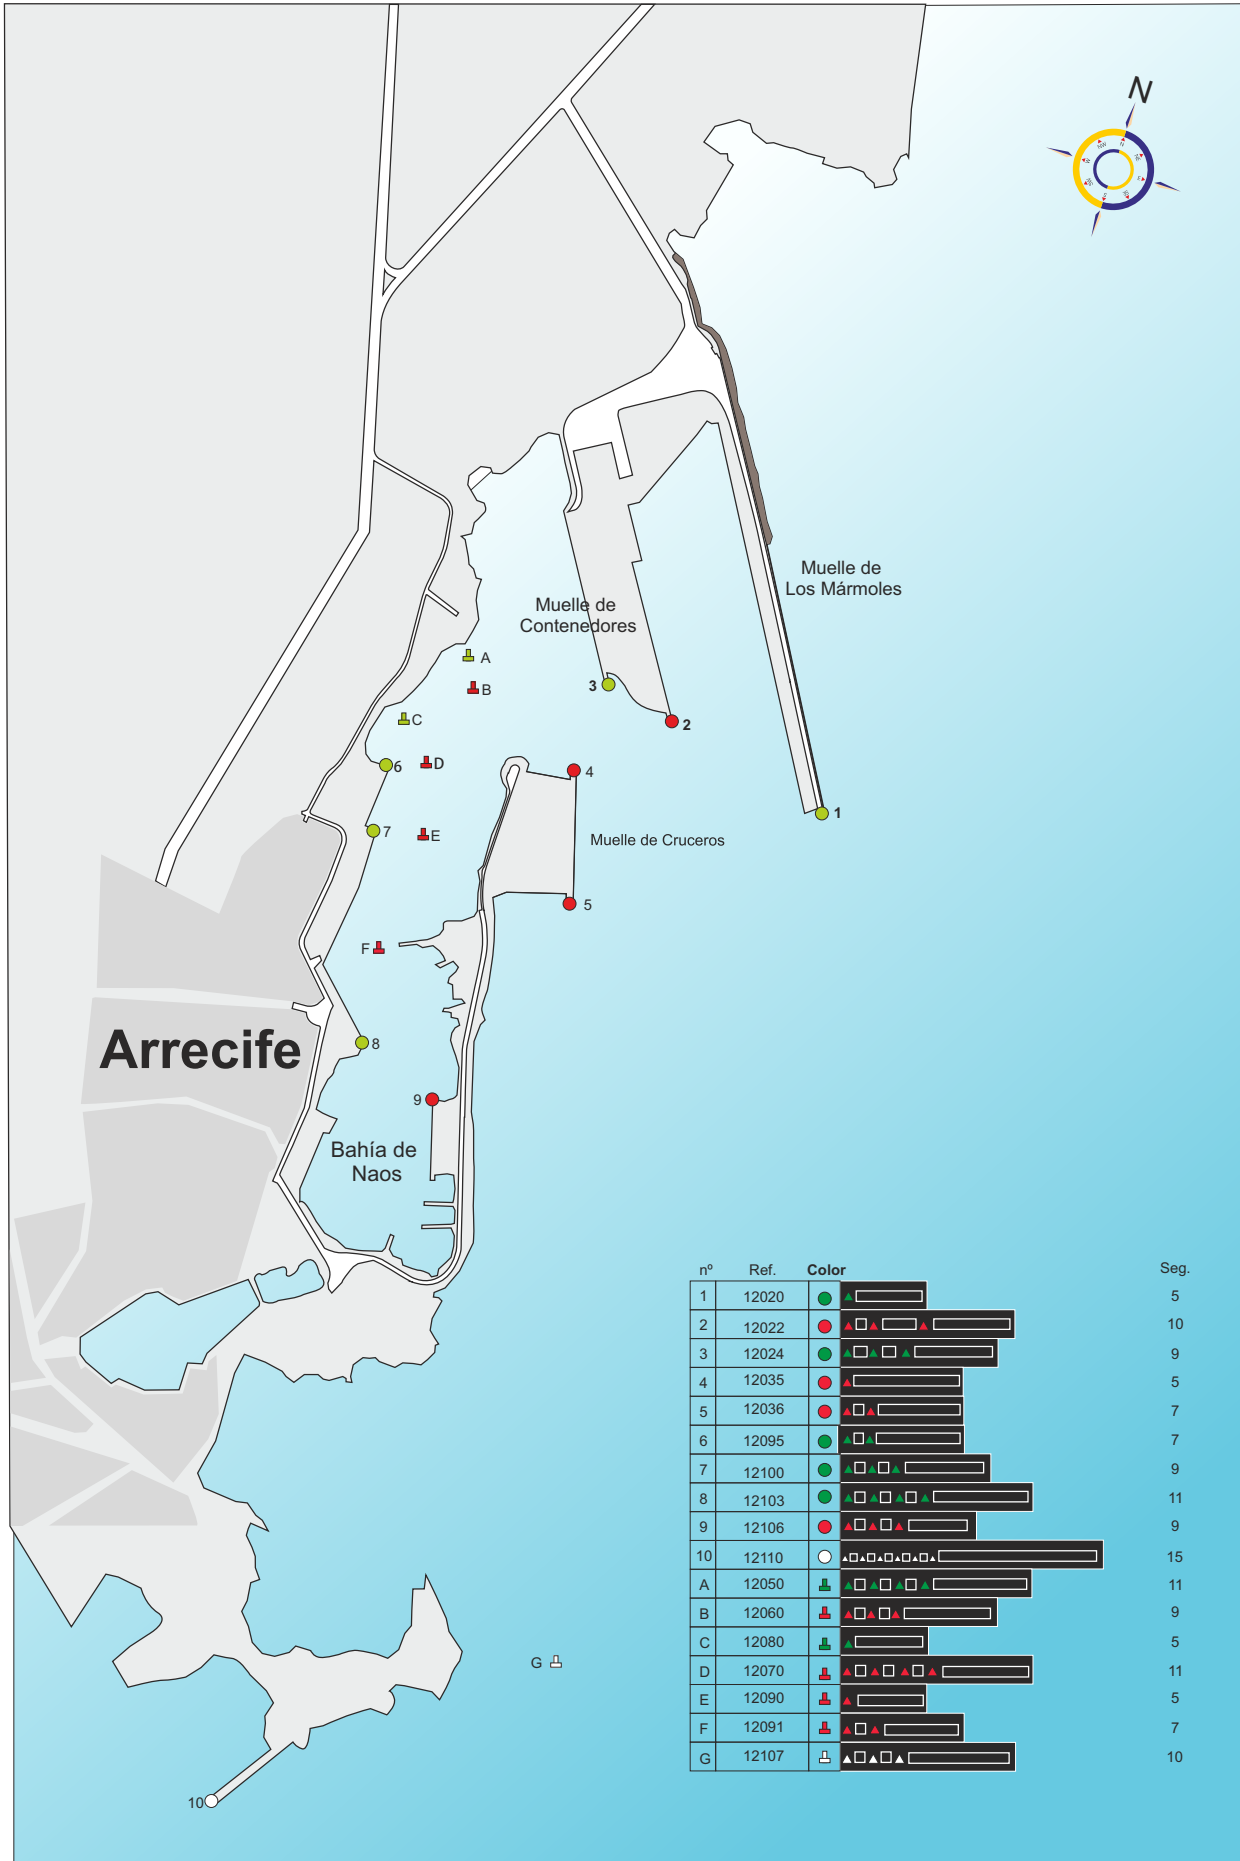 N
Muelle de
Los Mármoles
Muelle de
Contenedores
A
B
3
C
2
6
D
4
1
7
E
Muelle de Cruceros
5
F
Arrecife
8
9
Bahía de
Naos
nº Ref. Color Seg.
1 12020 5
2 12022 10
3 12024 9
4 12035 5
5 12036 7
6 12095 7
7 12100 9
8 12103 11
9 12106 9
10 12110 15
A 12050 11
B 12060 9
C 12080 5
D 12070 11
E 12090 5
F 12091 7
G 12107 10
G
10